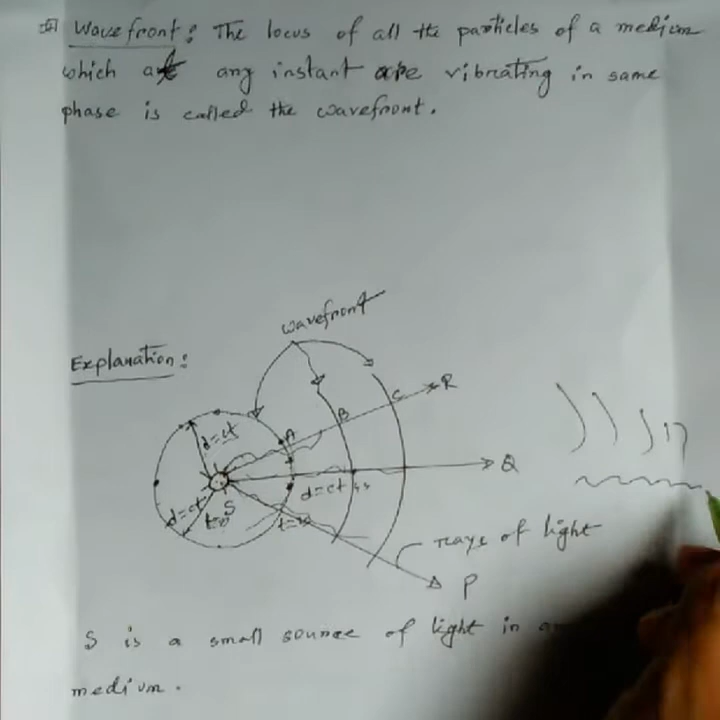 Wavefront: The locus of all the particles of a medium
which at any instant are vibrating in same
phase is called the wavefront.
wavefront
Explanation:
R
C
B
A
d=ct
Q
d=ct
d=ct
S
rays of light
P
S is a small source of light in
medium.